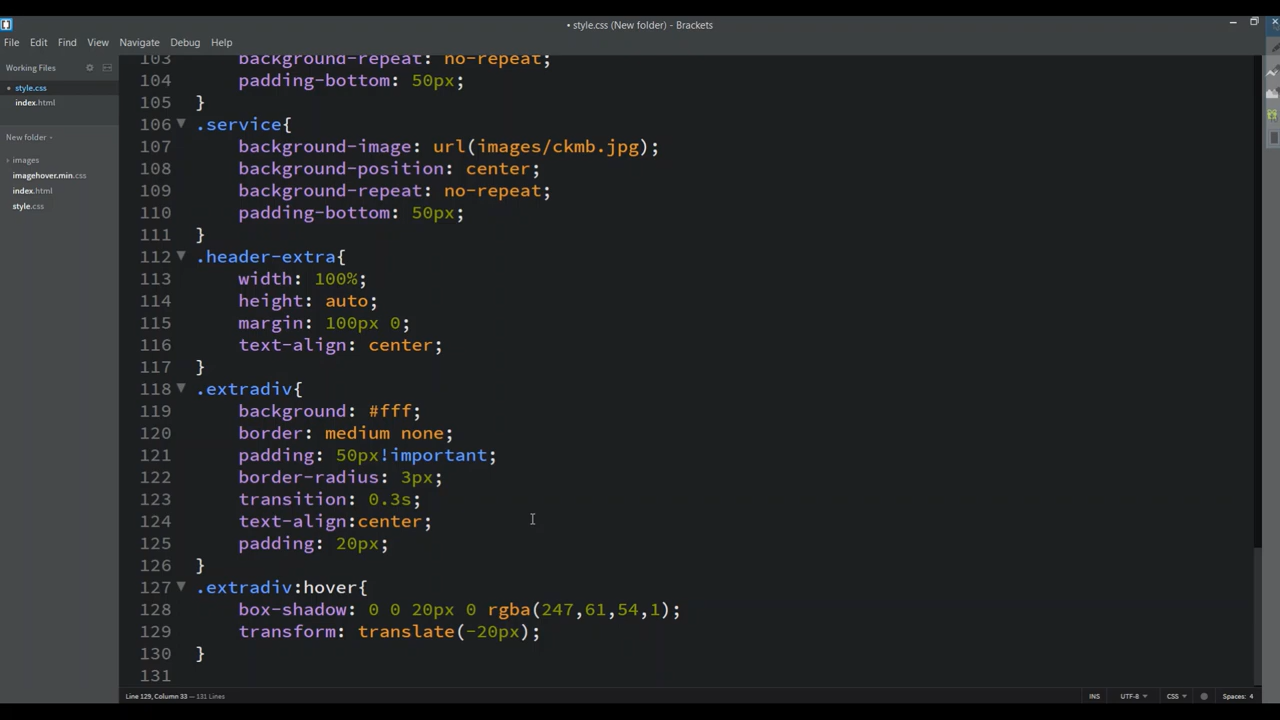 • style.css (New folder) - Brackets
File Edit Find View Navigate Debug Help
Working Files
• style.css
index.html
New folder
images
imagehover.min.css
index.html
style.css
103 background-repeat: no-repeat;
104 padding-bottom: 50px;
105 }
106 .service{
107 background-image: url(images/ckmb.jpg);
108 background-position: center;
109 background-repeat: no-repeat;
110 padding-bottom: 50px;
111 }
112 .header-extra{
113 width: 100%;
114 height: auto;
115 margin: 100px 0;
116 text-align: center;
117 }
118 .extradiv{
119 background: #fff;
120 border: medium none;
121 padding: 50px!important;
122 border-radius: 3px;
123 transition: 0.3s;
124 text-align:center;
125 padding: 20px;
126 }
127 .extradiv:hover{
128 box-shadow: 0 0 20px 0 rgba(247,61,54,1);
129 transform: translate(-20px);
130 }
131
Line 129, Column 33 — 131 Lines
INS UTF-8 CSS Spaces: 4